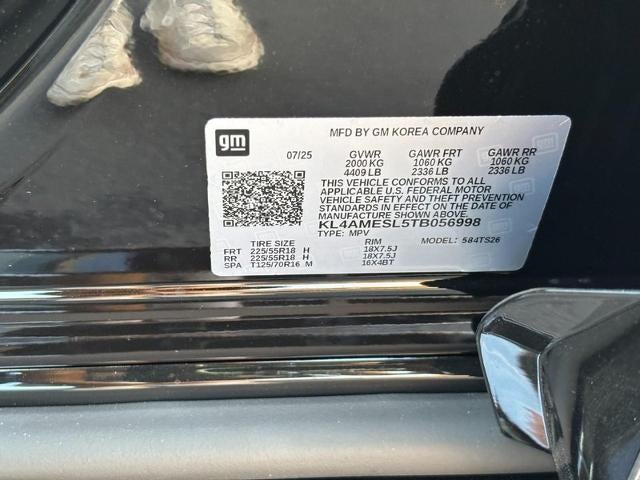 gm
MFD BY GM KOREA COMPANY
07/25 GVWR GAWR FRT GAWR RR
2000 KG 1060 KG 1060 KG
4409 LB 2336 LB 2336 LB
THIS VEHICLE CONFORMS TO ALL
APPLICABLE U.S. FEDERAL MOTOR
VEHICLE SAFETY AND THEFT PREVENTION
STANDARDS IN EFFECT ON THE DATE OF
MANUFACTURE SHOWN ABOVE.
KL4AMESL5TB056998
TYPE: MPV
TIRE SIZE RIM MODEL: 584TS26
FRT 225/55R18 H 18X7.5J
RR 225/55R18 H 18X7.5J
SPA T125/70R16 M 16X4BT